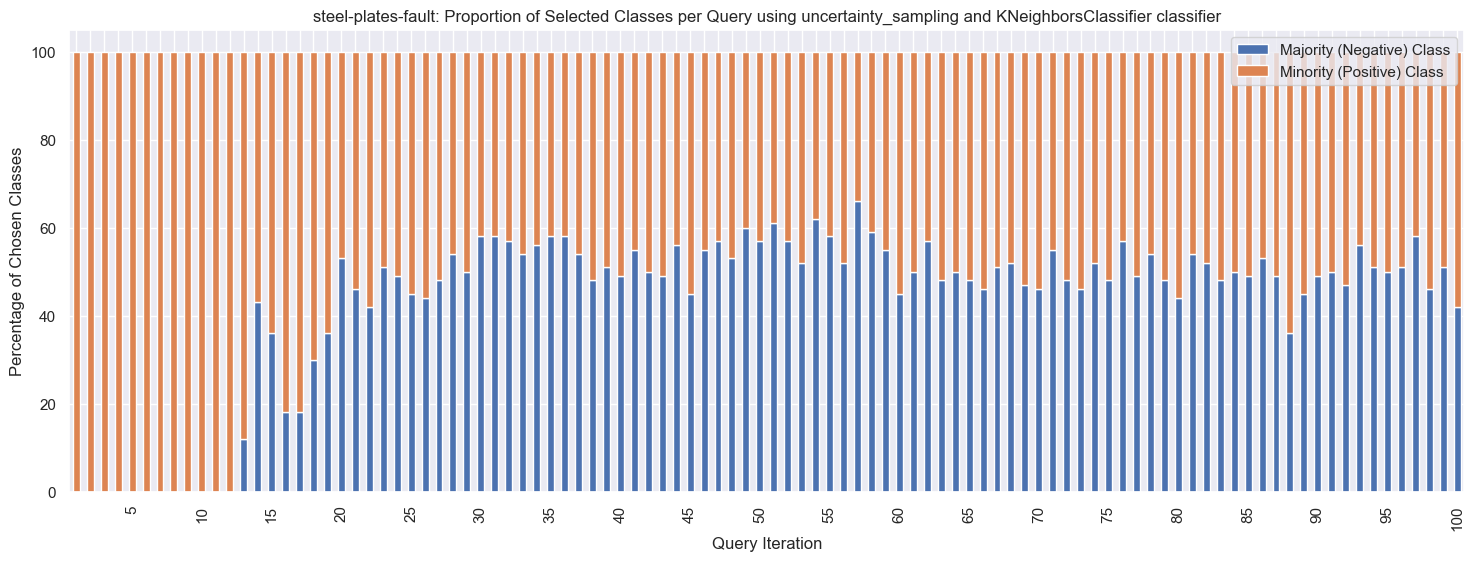 steel-plates-fault: Proportion of Selected Classes per Query using uncertainty_sampling and KNeighborsClassifier classifier
Majority (Negative) Class
Minority (Positive) Class
Percentage of Chosen Classes
100
80
60
40
20
0
5 10 15 20 25 30 35 40 45 50 55 60 65 70 75 80 85 90 95 100
Query Iteration